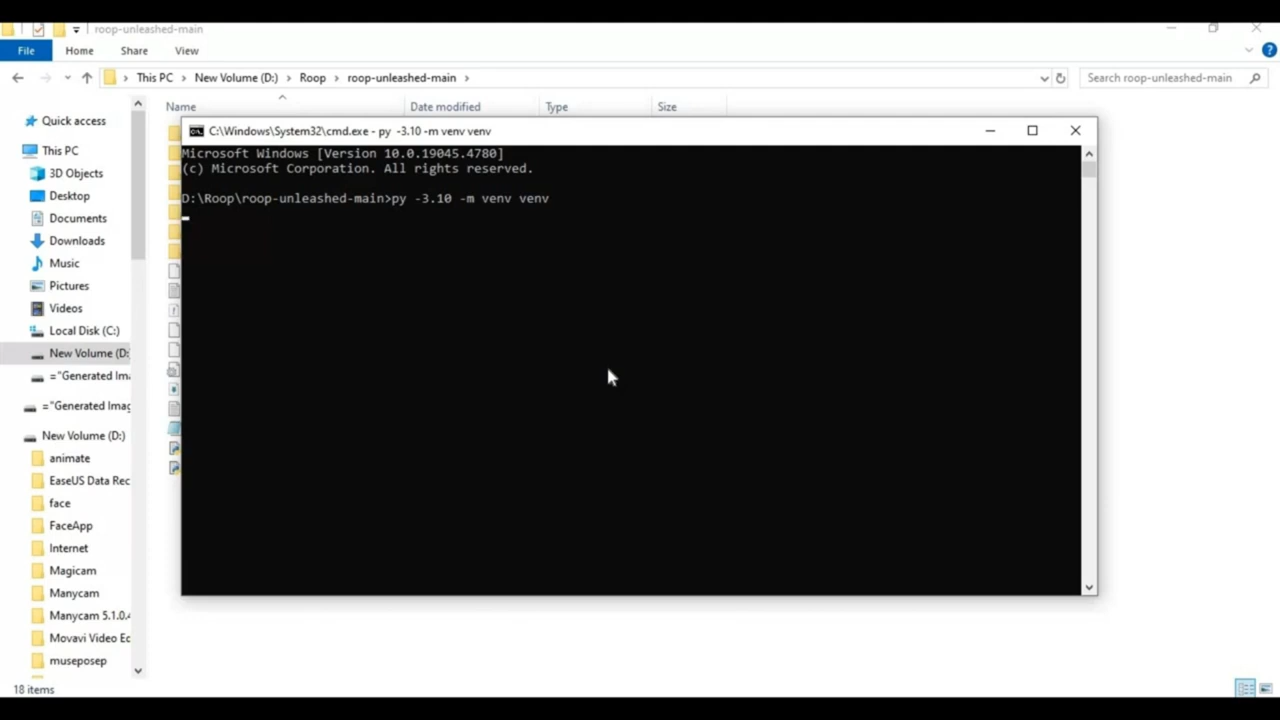 roop-unleashed-main
File Home Share View
This PC New Volume (D:) Roop roop-unleashed-main
Search roop-unleashed-main
Name Date modified Type Size
Quick access
This PC
3D Objects
Desktop
Documents
Downloads
Music
Pictures
Videos
Local Disk (C:)
New Volume (D:
="Generated Ima
="Generated Imag
New Volume (D:)
animate
EaseUS Data Rec
face
FaceApp
Internet
Magicam
Manycam
Manycam 5.1.0.4
Movavi Video Ed
museposep
18 items
C:\Windows\System32\cmd.exe - py -3.10 -m venv venv
Microsoft Windows [Version 10.0.19045.4780]
(c) Microsoft Corporation. All rights reserved.
D:\Roop\roop-unleashed-main>py -3.10 -m venv venv